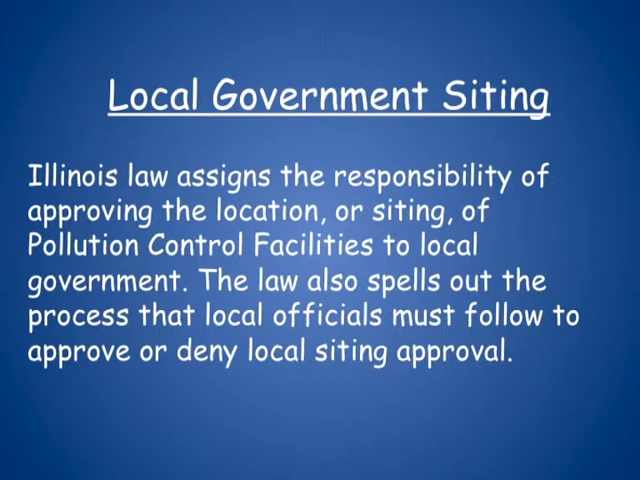 Local Government Siting
Illinois law assigns the responsibility of
approving the location, or siting, of
Pollution Control Facilities to local
government. The law also spells out the
process that local officials must follow to
approve or deny local siting approval.